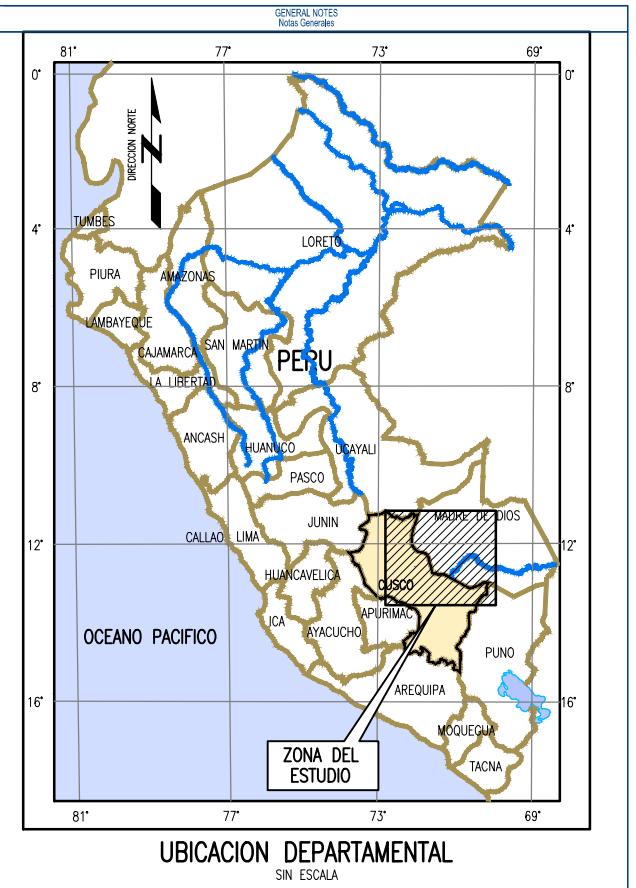 GENERAL NOTES
Notas Generales
81° 77° 73° 69°
0° 0°
DIRECCION NORTE
N
TUMBES
4° 4°
LORETO
PIURA
AMAZONAS
LAMBAYEQUE
CAJAMARCA
SAN MARTIN
PERU
LA LIBERTAD
8° 8°
ANCASH
HUANUCO
UCAYALI
PASCO
MADRE DE DIOS
JUNIN
CALLAO LIMA
12° 12°
HUANCAVELICA
CUSCO
ICA
APURIMAC
AYACUCHO
OCEANO PACIFICO
PUNO
AREQUIPA
16° 16°
MOQUEGUA
ZONA DEL
ESTUDIO
TACNA
81° 77° 73° 69°
UBICACION DEPARTAMENTAL
SIN ESCALA